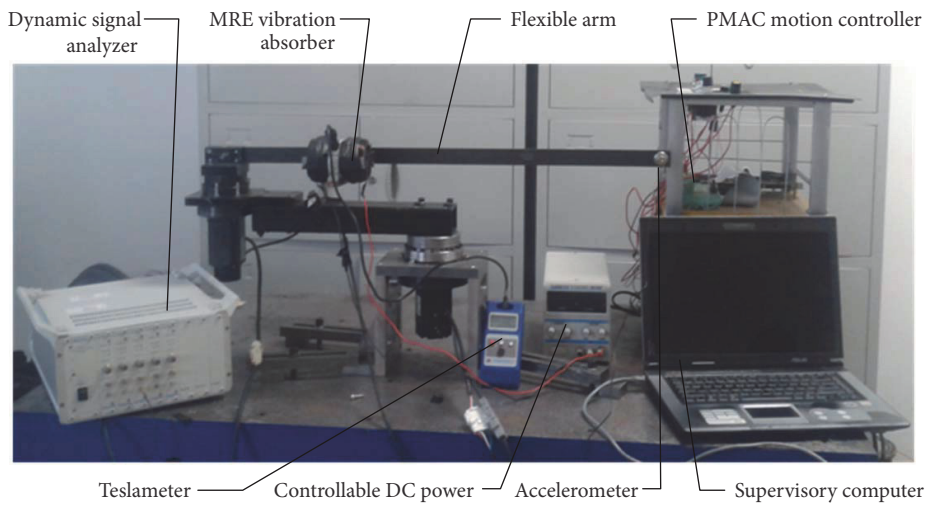 Dynamic signal
analyzer
MRE vibration
absorber
Flexible arm
PMAC motion controller
Teslameter
Controllable DC power
Accelerometer
Supervisory computer